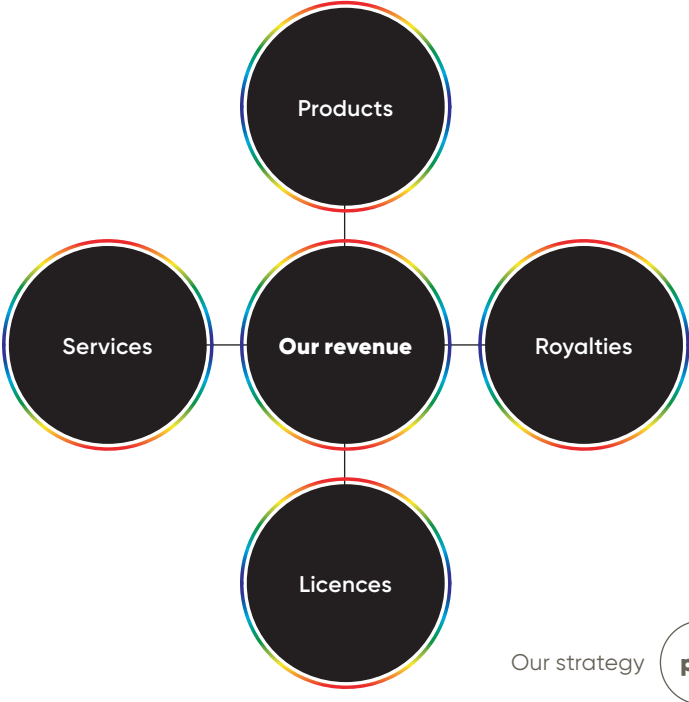 Products
Services
Our revenue
Royalties
Licences
Our strategy